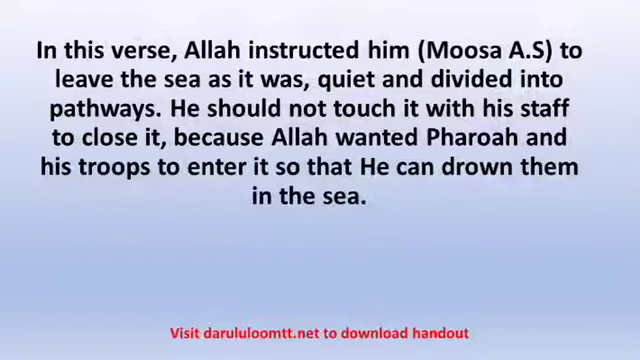 In this verse, Allah instructed him (Moosa A.S) to
leave the sea as it was, quiet and divided into
pathways. He should not touch it with his staff
to close it, because Allah wanted Pharoah and
his troops to enter it so that He can drown them
in the sea.
Visit darululoomtt.net to download handout